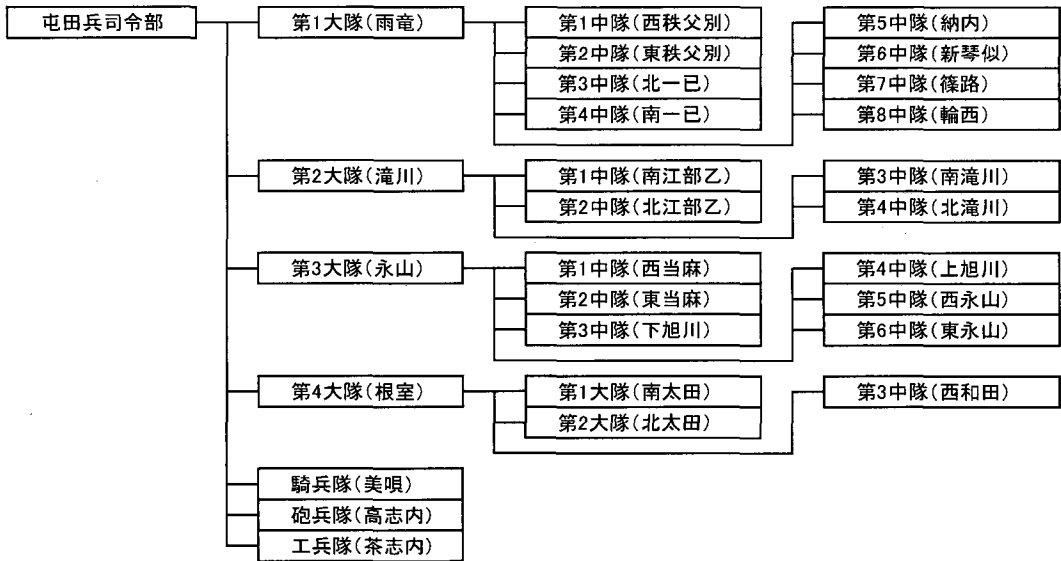 屯田兵司令部
第1大隊(雨竜)
第1中隊(西秩父別)
第2中隊(東秩父別)
第3中隊(北一已)
第4中隊(南一已)
第5中隊(納内)
第6中隊(新琴似)
第7中隊(篠路)
第8中隊(輪西)
第2大隊(滝川)
第1中隊(南江部乙)
第2中隊(北江部乙)
第3中隊(南滝川)
第4中隊(北滝川)
第3大隊(永山)
第1中隊(西当麻)
第2中隊(東当麻)
第3中隊(下旭川)
第4中隊(上旭川)
第5中隊(西永山)
第6中隊(東永山)
第4大隊(根室)
第1大隊(南太田)
第2大隊(北太田)
第3中隊(西和田)
騎兵隊(美唄)
砲兵隊(高志内)
工兵隊(茶志内)